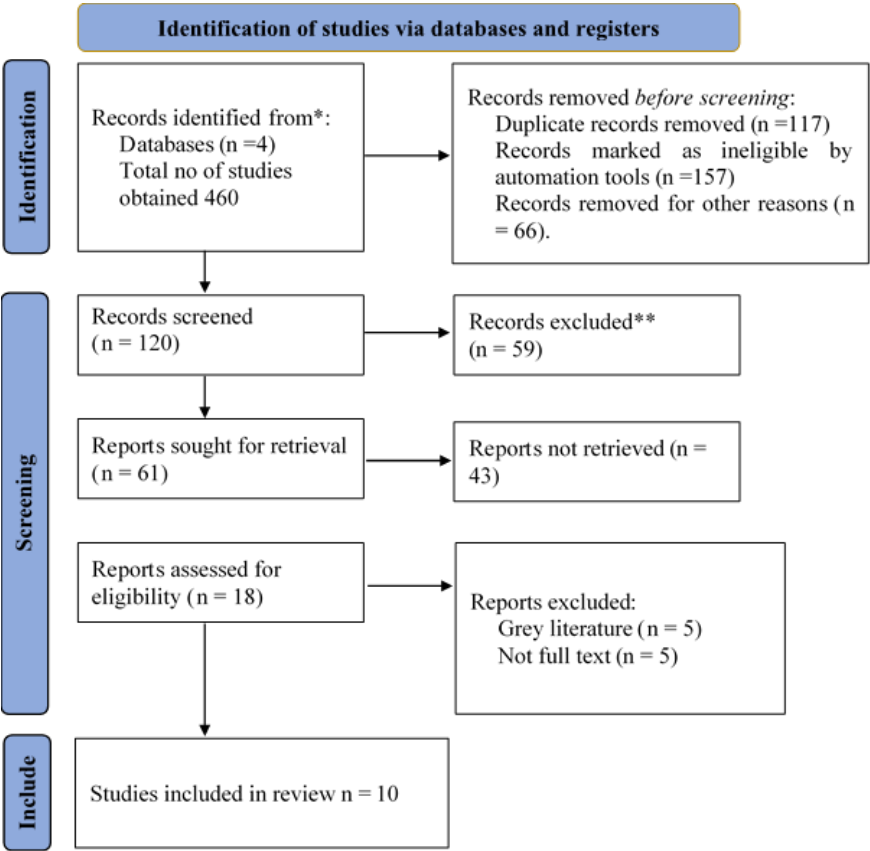 Identification of studies via databases and registers
Identification
Records identified from*:
Databases (n =4)
Total no of studies
obtained 460
Records removed before screening:
Duplicate records removed (n =117)
Records marked as ineligible by
automation tools (n =157)
Records removed for other reasons (n
= 66).
Screening
Records screened
(n = 120)
Records excluded**
(n = 59)
Reports sought for retrieval
(n = 61)
Reports not retrieved (n =
43)
Reports assessed for
eligibility (n = 18)
Reports excluded:
Grey literature (n = 5)
Not full text (n = 5)
Include
Studies included in review n = 10